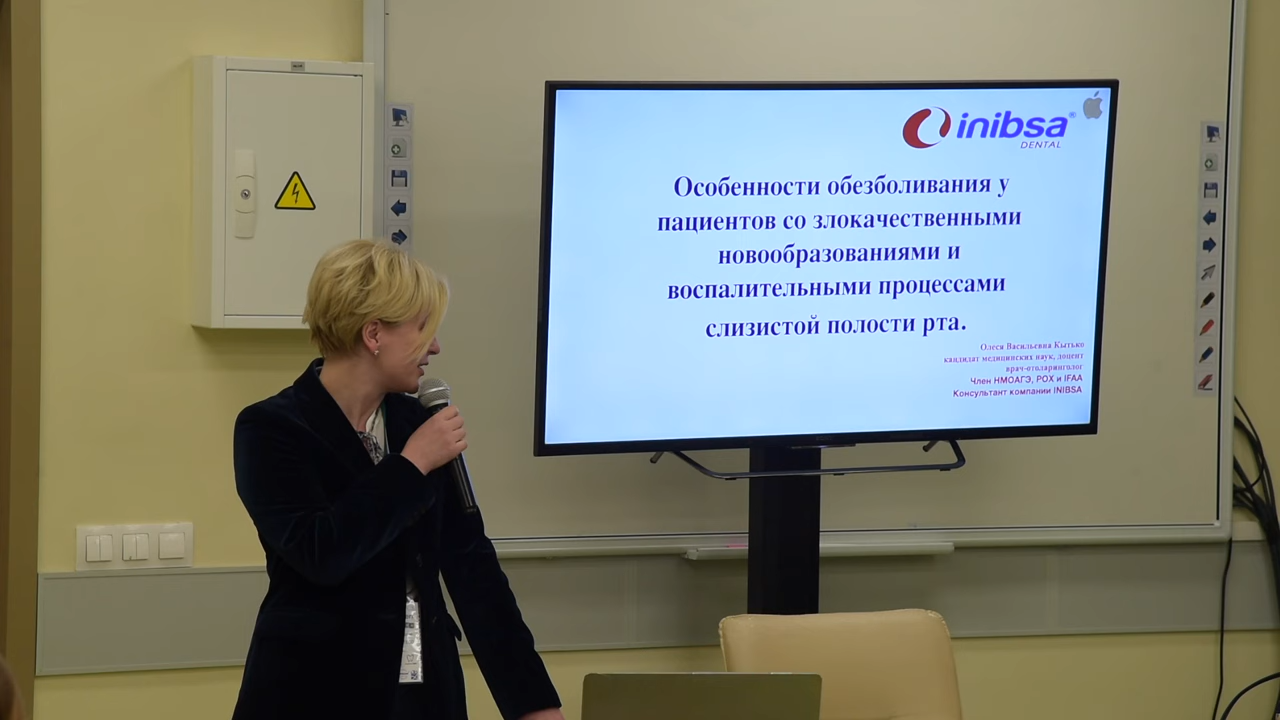 inibsa®
DENTAL
Особенности обезболивания у
пациентов со злокачественными
новообразованиями и
воспалительными процессами
слизистой полости рта.
Олеся Васильевна Кытько
кандидат медицинских наук, доцент
врач-отоларинголог
Член НМОАГЭ, РОХ и IFAA
Консультант компании INIBSA